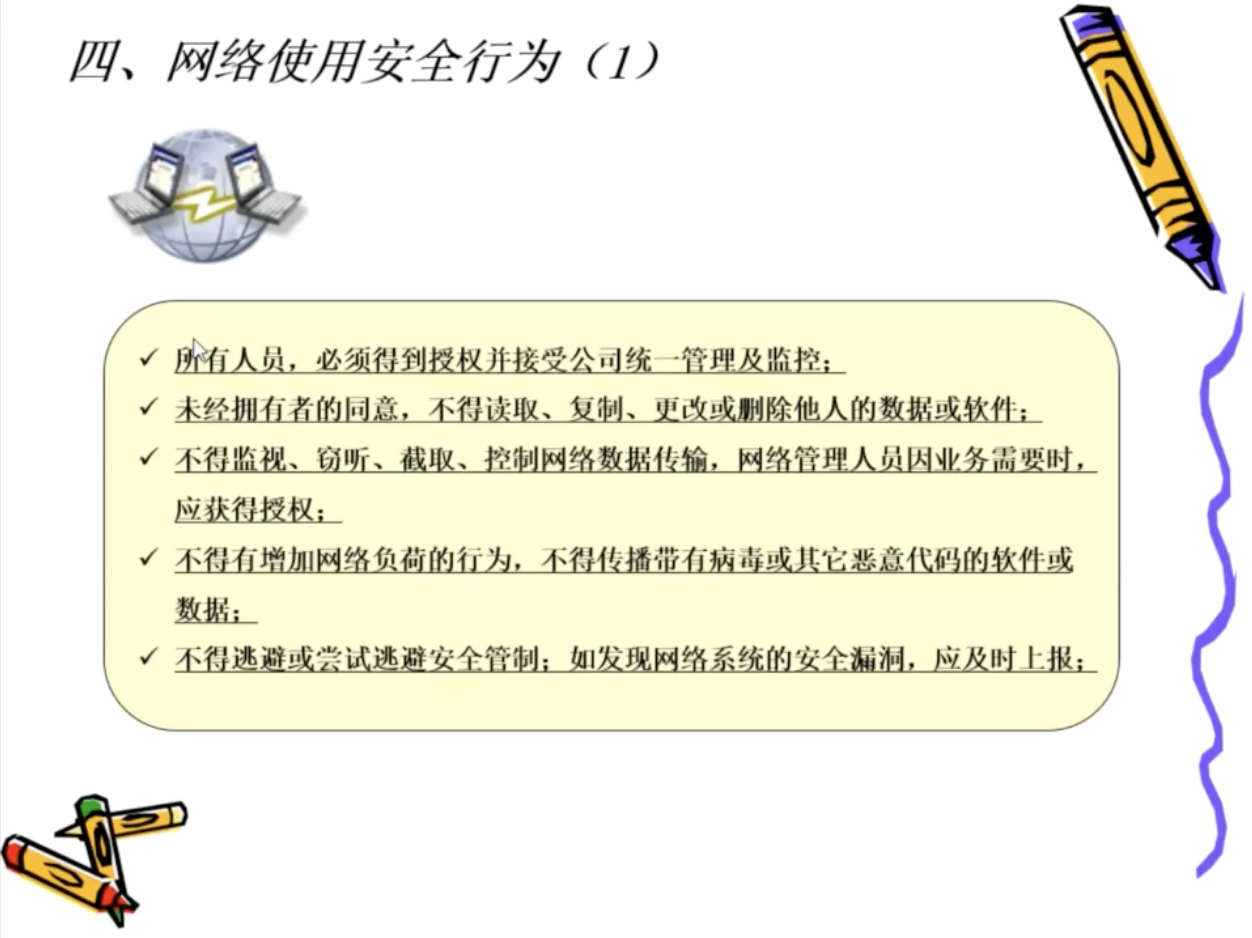 四、网络使用安全行为（1）
✓ 所有人员，必须得到授权并接受公司统一管理及监控；
✓ 未经拥有者的同意，不得读取、复制、更改或删除他人的数据或软件；
✓ 不得监视、窃听、截取、控制网络数据传输，网络管理人员因业务需要时，
应获得授权；
✓ 不得有增加网络负荷的行为，不得传播带有病毒或其它恶意代码的软件或
数据；
✓ 不得逃避或尝试逃避安全管制；如发现网络系统的安全漏洞，应及时上报；